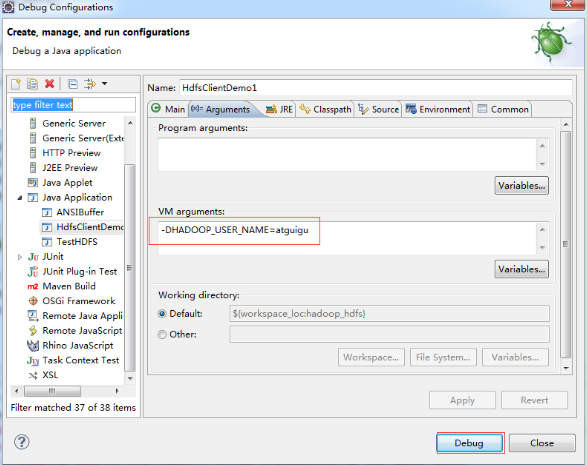 Debug Configurations
Create, manage, and run configurations
Debug a Java application
type filter text
Generic Server
Generic Server(Exte
HTTP Preview
J2EE Preview
Java Applet
Java Application
ANSIBuffer
HdfsClientDemo
TestHDFS
JUnit
JUnit Plug-in Test
m2 Maven Build
OSGi Framework
Remote Java Appli
Remote JavaScript
Rhino JavaScript
Task Context Test
XSL
Filter matched 37 of 38 items
Name: HdfsClientDemo1
Main Arguments JRE Classpath Source Environment Common
Program arguments:
Variables...
VM arguments:
-DHADOOP_USER_NAME=atguigu
Variables...
Working directory:
Default: ${workspace_loc:hadoop_hdfs}
Other:
Workspace... File System... Variables...
Apply Revert
Debug Close